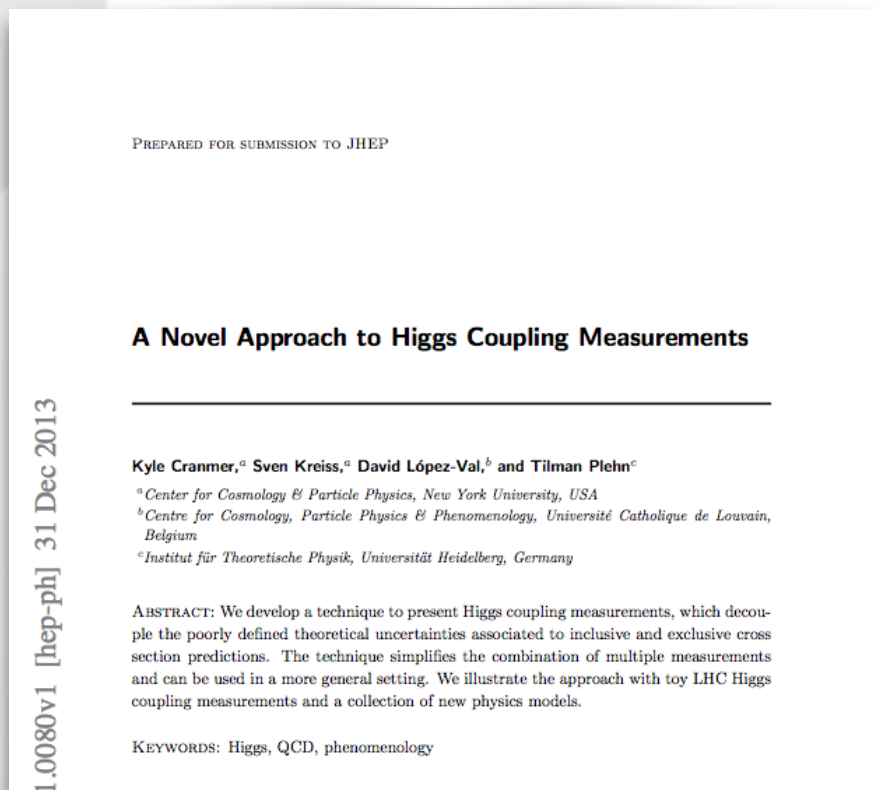 PREPARED FOR SUBMISSION TO JHEP
A Novel Approach to Higgs Coupling Measurements
Kyle Cranmer,ᵃ Sven Kreiss,ᵃ David López-Val,ᵇ and Tilman Plehnᶜ
ᵃCenter for Cosmology & Particle Physics, New York University, USA
ᵇCentre for Cosmology, Particle Physics & Phenomenology, Université Catholique de Louvain,
Belgium
ᶜInstitut für Theoretische Physik, Universität Heidelberg, Germany
ABSTRACT: We develop a technique to present Higgs coupling measurements, which decou-
ple the poorly defined theoretical uncertainties associated to inclusive and exclusive cross
section predictions. The technique simplifies the combination of multiple measurements
and can be used in a more general setting. We illustrate the approach with toy LHC Higgs
coupling measurements and a collection of new physics models.
KEYWORDS: Higgs, QCD, phenomenology
1.0080v1 [hep-ph] 31 Dec 2013